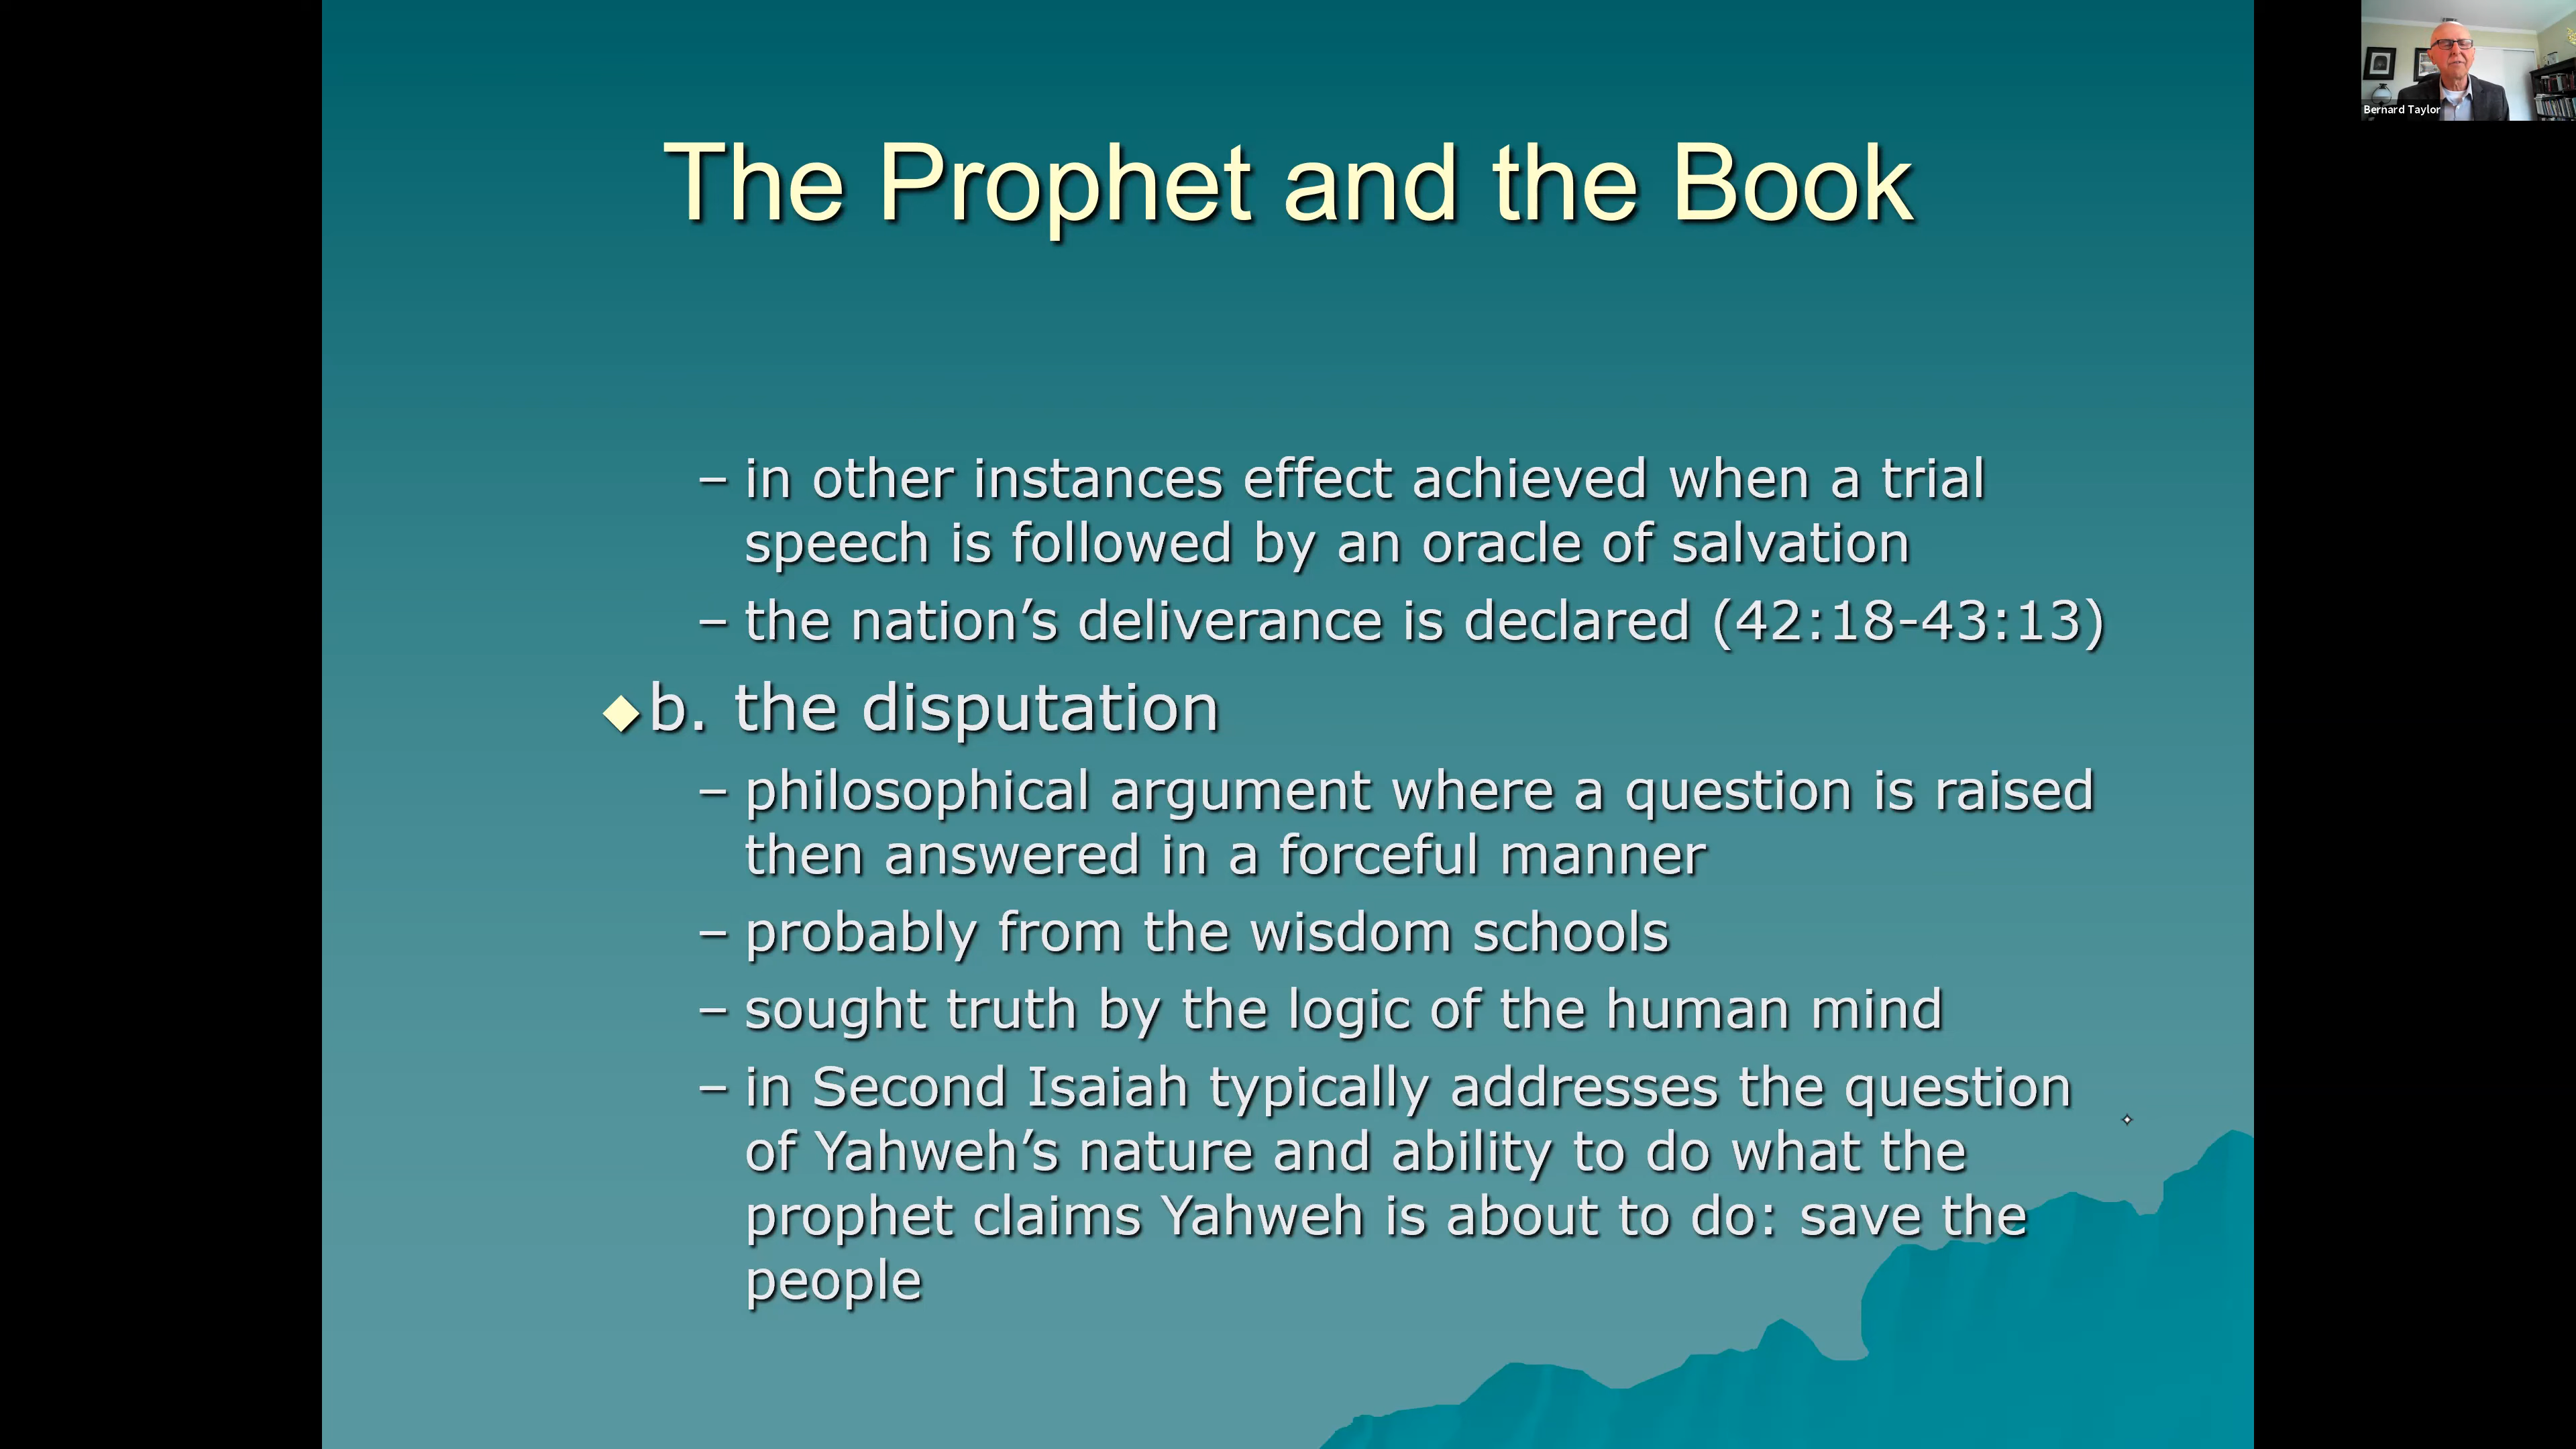 The Prophet and the Book
Bernard Taylor
– in other instances effect achieved when a trial
speech is followed by an oracle of salvation
– the nation’s deliverance is declared (42:18-43:13)
b. the disputation
– philosophical argument where a question is raised
then answered in a forceful manner
– probably from the wisdom schools
– sought truth by the logic of the human mind
– in Second Isaiah typically addresses the question
of Yahweh’s nature and ability to do what the
prophet claims Yahweh is about to do: save the
people